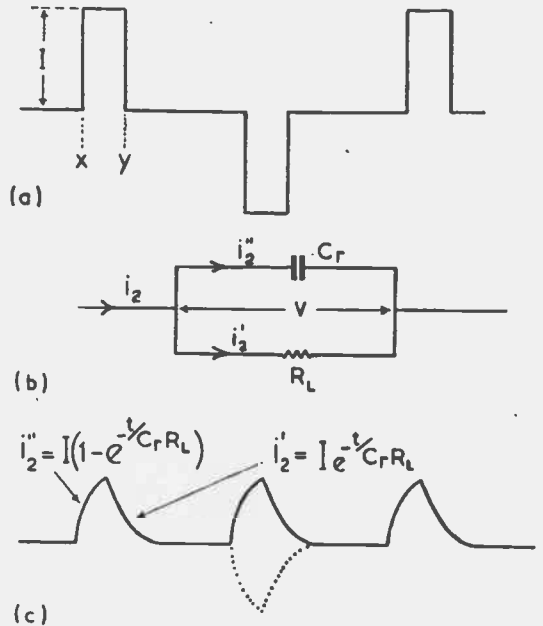 I
x y
(a)
i₂'' Cr
i₂
V
i₂'
RL
(b)
i₂'' = I(1 - e^-t/CrRL) i₂' = I e^-t/CrRL
(c)